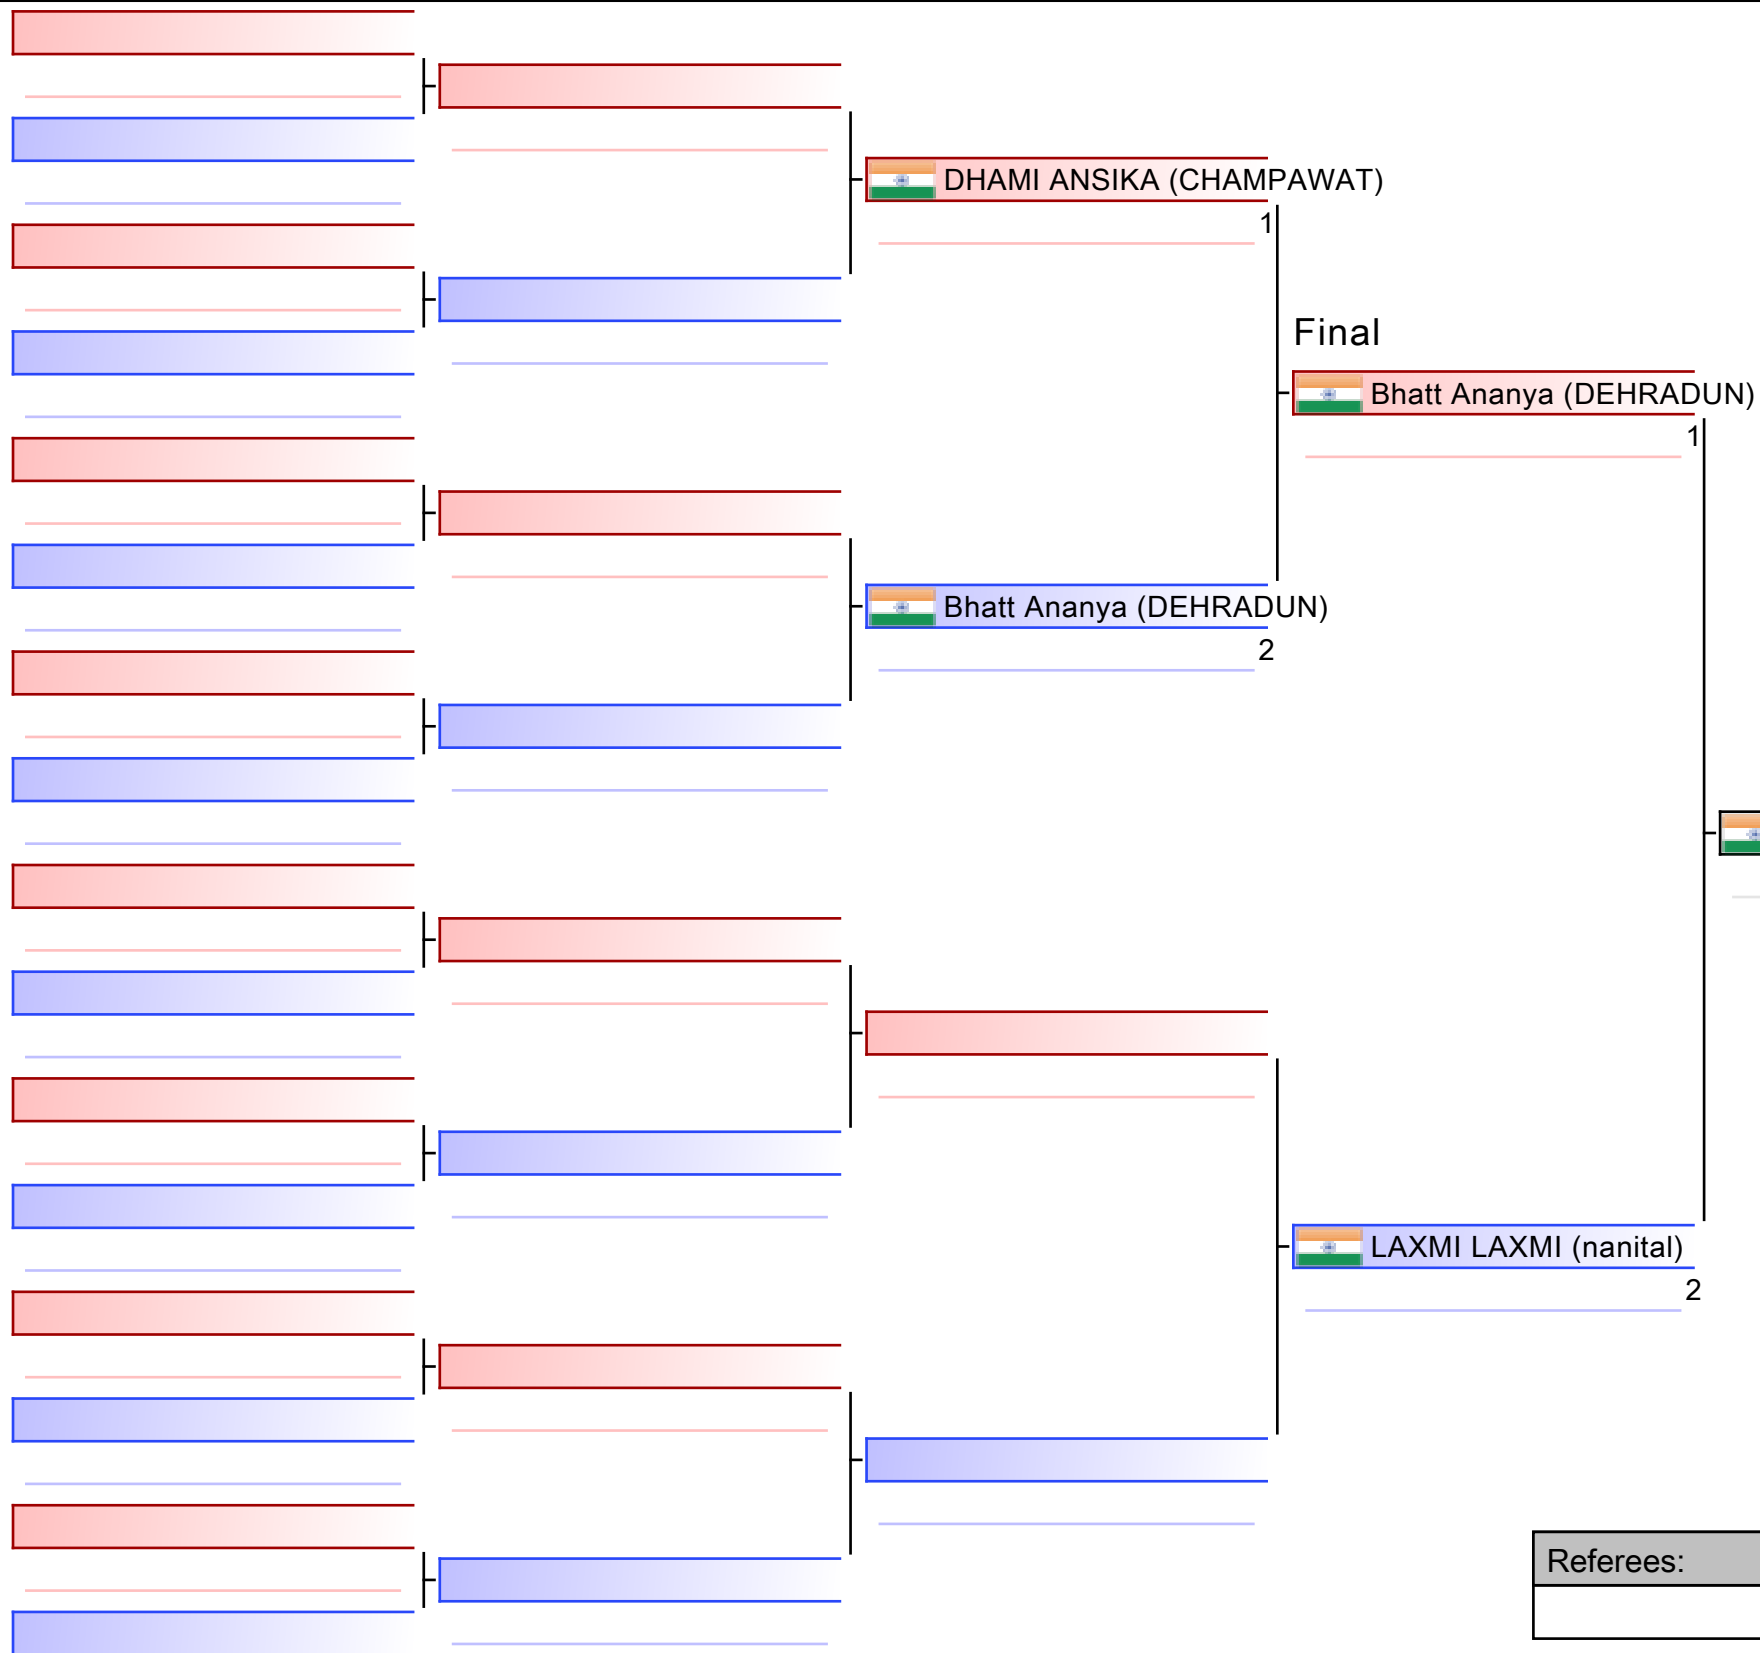 DHAMI ANSIKA (CHAMPAWAT)
1
Final
Bhatt Ananya (DEHRADUN)
1
Bhatt Ananya (DEHRADUN)
2
LAXMI LAXMI (nanital)
2
Referees: